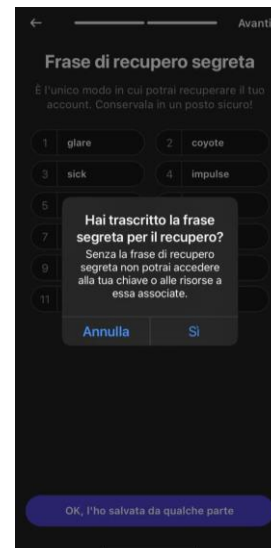 Avanti
Frase di recupero segreta
È l'unico modo in cui potrai recuperare il tuo
account. Conservala in un posto sicuro!
1 glare 2 coyote
3 sick 4 impulse
5
7
9
11
Hai trascritto la frase
segreta per il recupero?
Senza la frase di recupero
segreta non potrai accedere
alla tua chiave o alle risorse a
essa associate.
Annulla Sì
OK, l'ho salvata da qualche parte